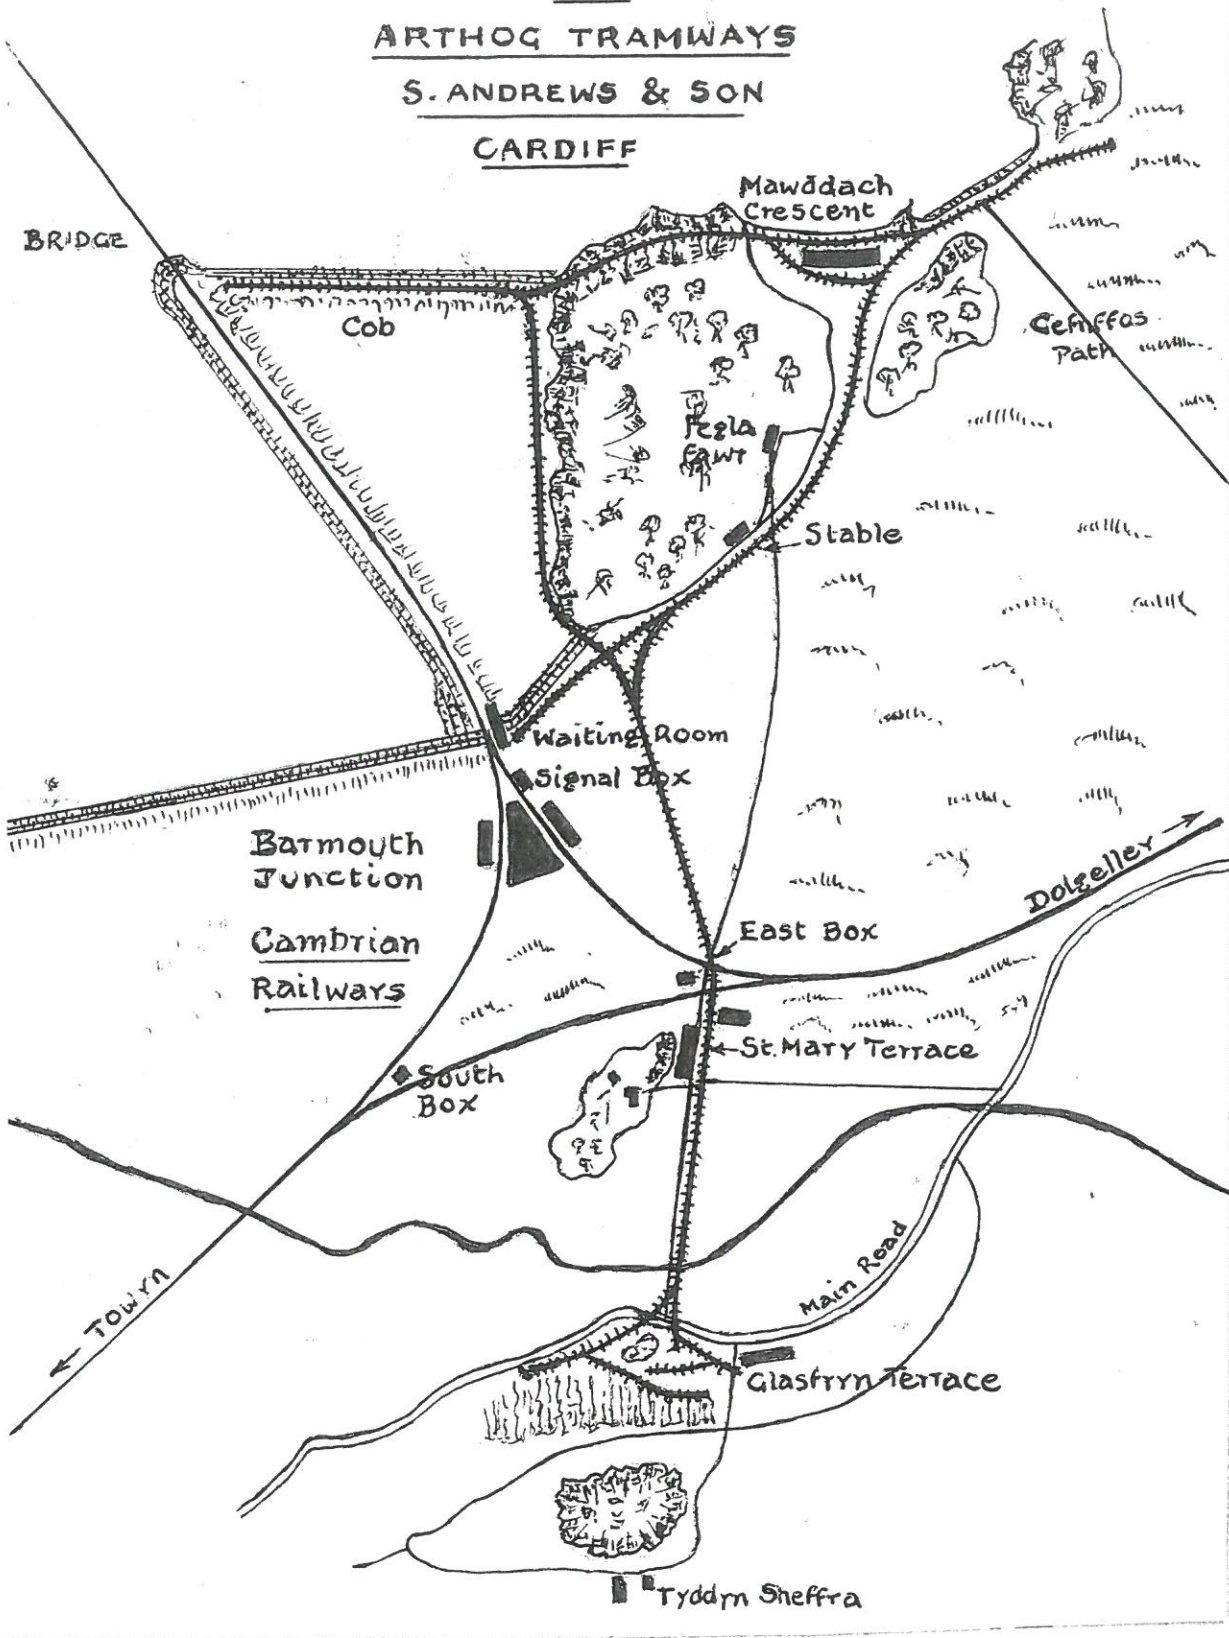 ARTHOG TRAMWAYS
S. ANDREWS & SON
CARDIFF
Mawddach
Crescent
BRIDGE
Cob
Cefnffos
Path
Fegla
Fawr
Stable
Waiting Room
Signal Box
Barmouth
Junction
Dolgelley
East Box
Cambrian
Railways
St. Mary Terrace
South
Box
Main Road
TOWYN
Glasfryn Terrace
Tyddyn Sheffra